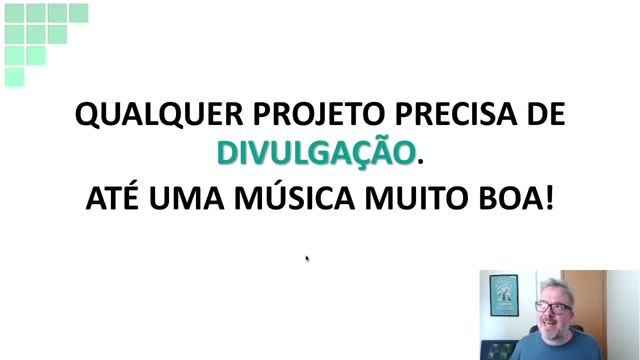 QUALQUER PROJETO PRECISA DE
DIVULGAÇÃO.
ATÉ UMA MÚSICA MUITO BOA!